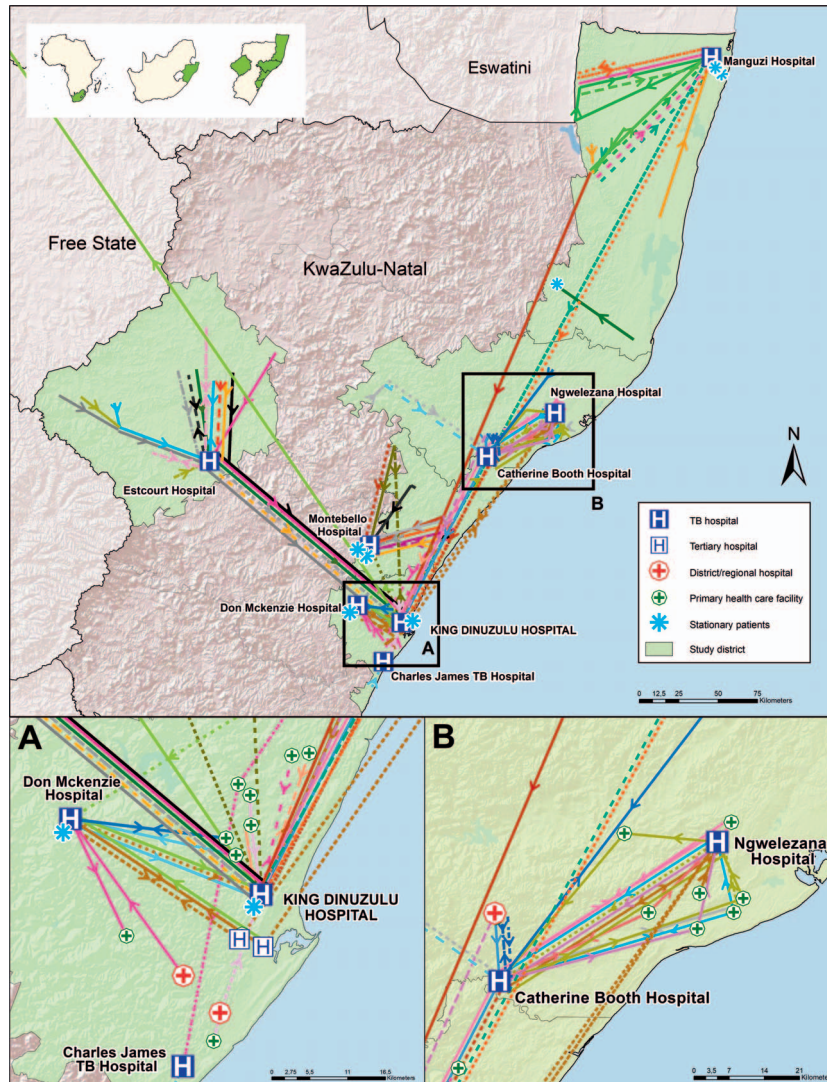 Eswatini
Manguzi Hospital
Free State
KwaZulu-Natal
Ngwelezana Hospital
Catherine Booth Hospital
B
N
Estcourt Hospital
Montebello
Hospital
Don Mckenzie Hospital
KING DINUZULU HOSPITAL
A
Charles James TB Hospital
H TB hospital
H Tertiary hospital
District/regional hospital
Primary health care facility
Stationary patients
Study district
0 12,5 25 50 75
Kilometers
A
Don Mckenzie
Hospital
KING DINUZULU
HOSPITAL
Charles James
TB Hospital
0 2,75 5,5 11 16,5
Kilometers
B
Ngwelezana
Hospital
Catherine Booth Hospital
0 3,5 7 14 21
Kilometers